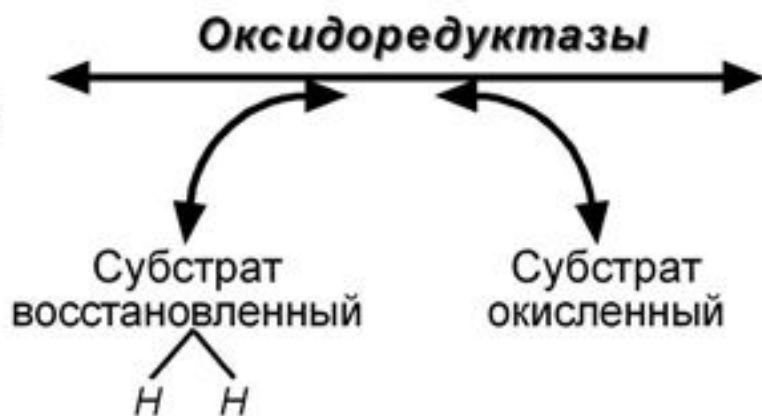 Оксидоредуктазы
Субстрат
восстановленный
H H
Субстрат
окисленный